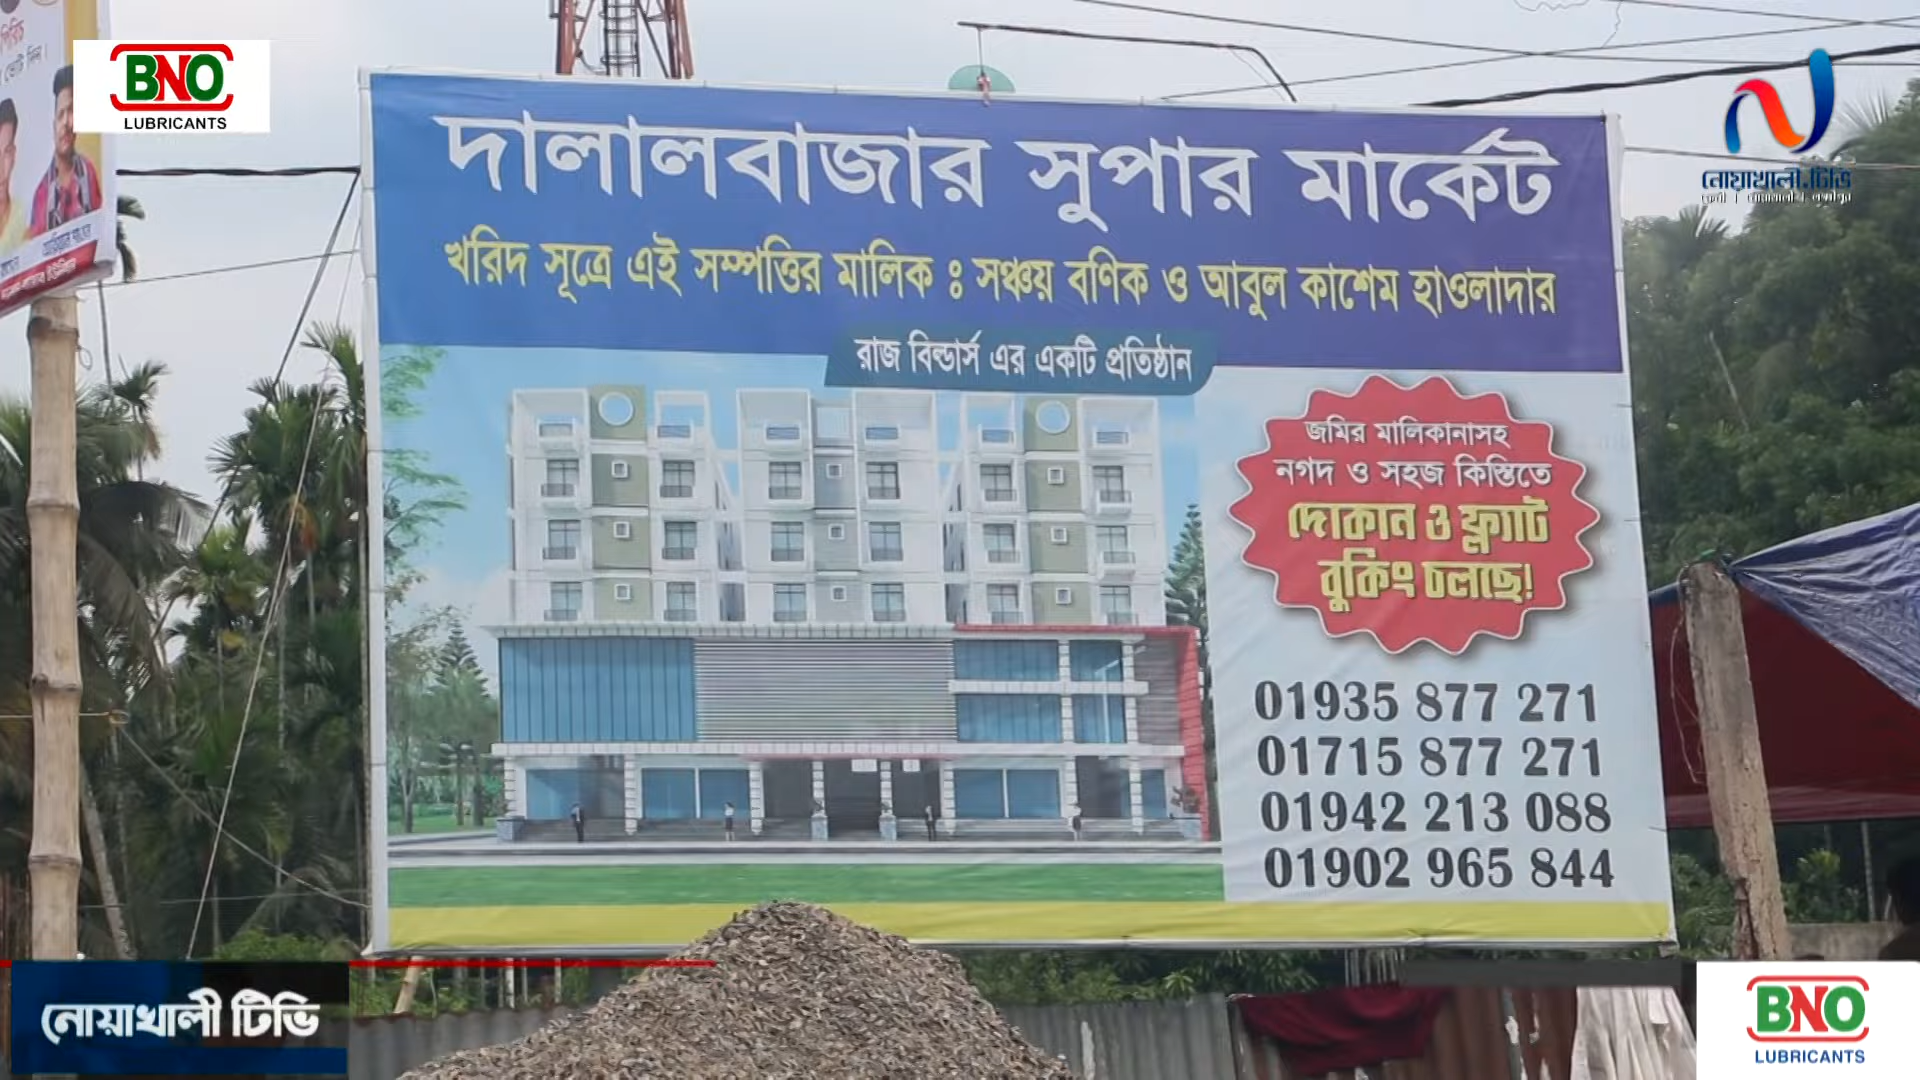 BNO
LUBRICANTS
নোয়াখালী.টিভি
দালালবাজার সুপার মার্কেট
খরিদ সূত্রে এই সম্পত্তির মালিক ঃ সঞ্চয় বণিক ও আবুল কাশেম হাওলাদার
রাজ বিল্ডার্স এর একটি প্রতিষ্ঠান
জমির মালিকানাসহ
নগদ ও সহজ কিস্তিতে
দোকান ও ফ্ল্যাট
বুকিং চলছে!
01935 877 271
01715 877 271
01942 213 088
01902 965 844
নোয়াখালী টিভি
BNO
LUBRICANTS